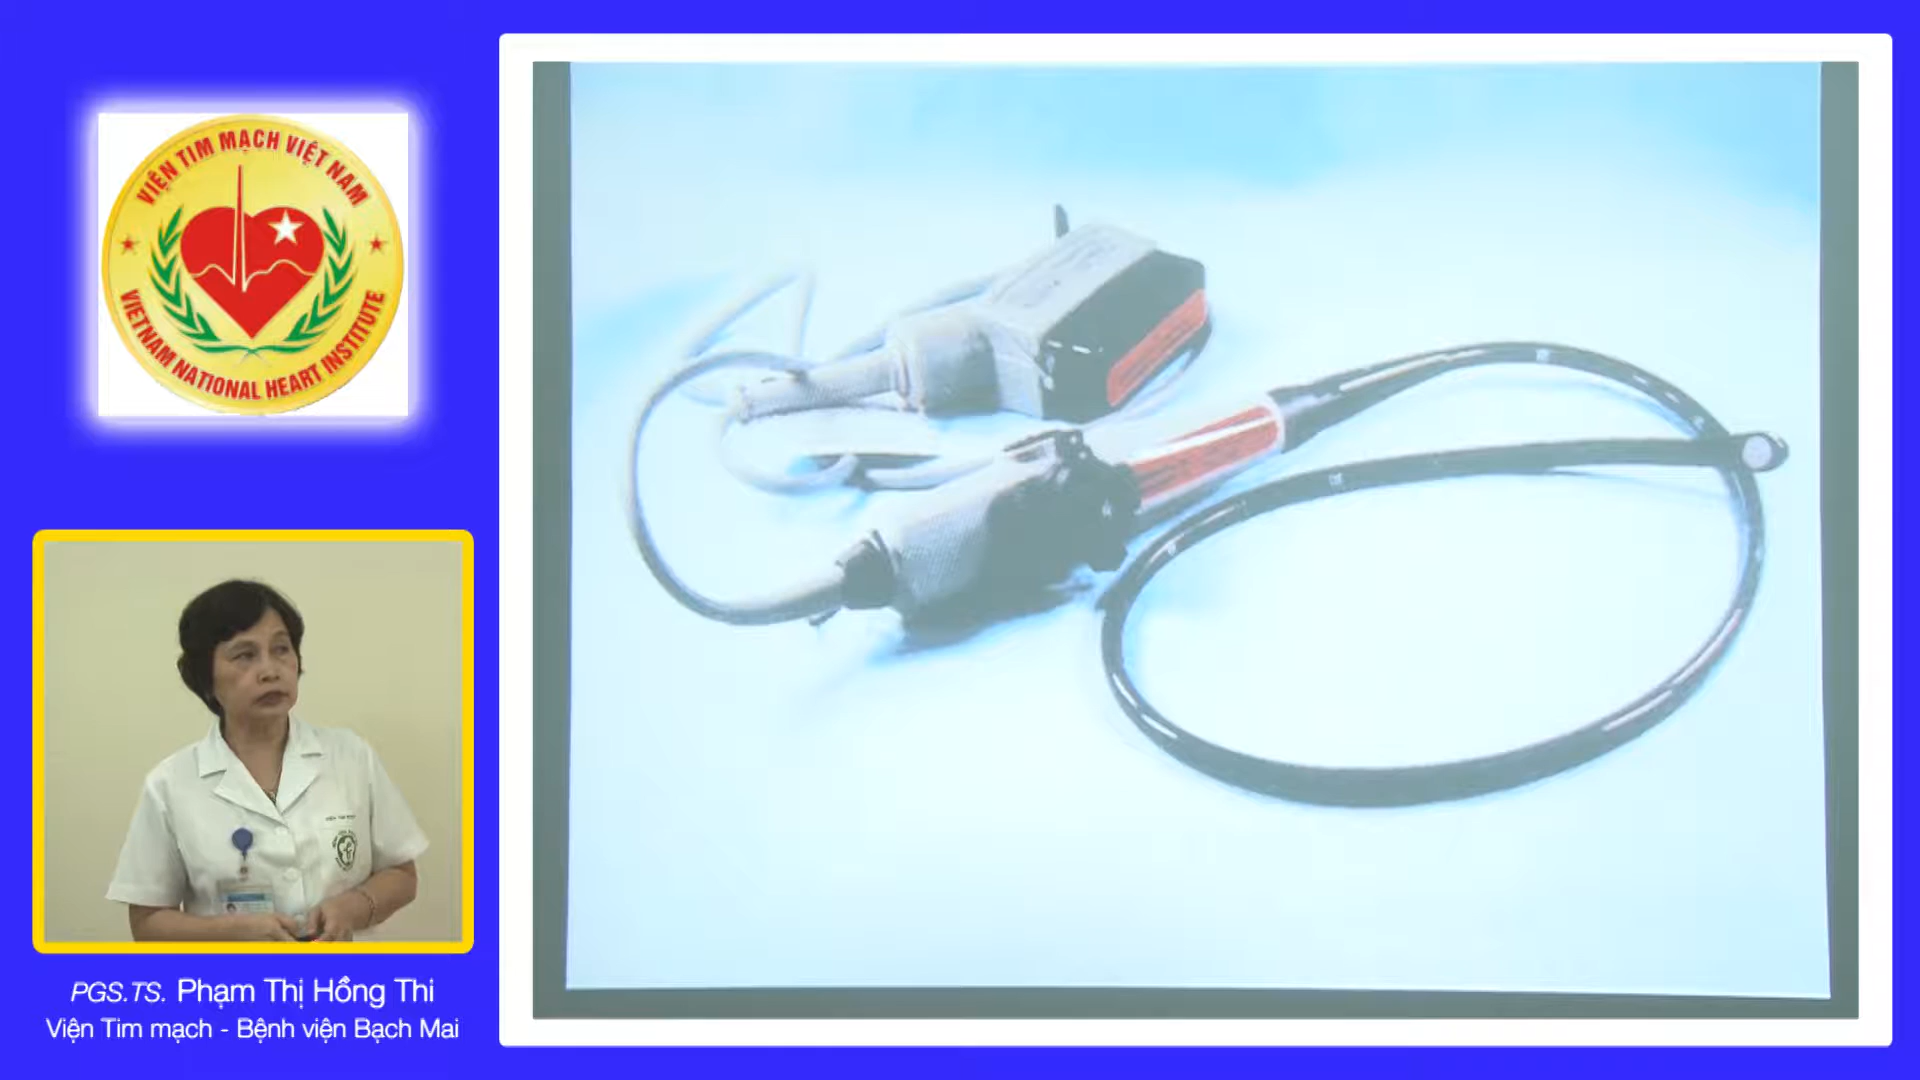 VIỆN TIM MẠCH VIỆT NAM
VIETNAM NATIONAL HEART INSTITUTE
PGS.TS. Phạm Thị Hồng Thi
Viện Tim mạch - Bệnh viện Bạch Mai